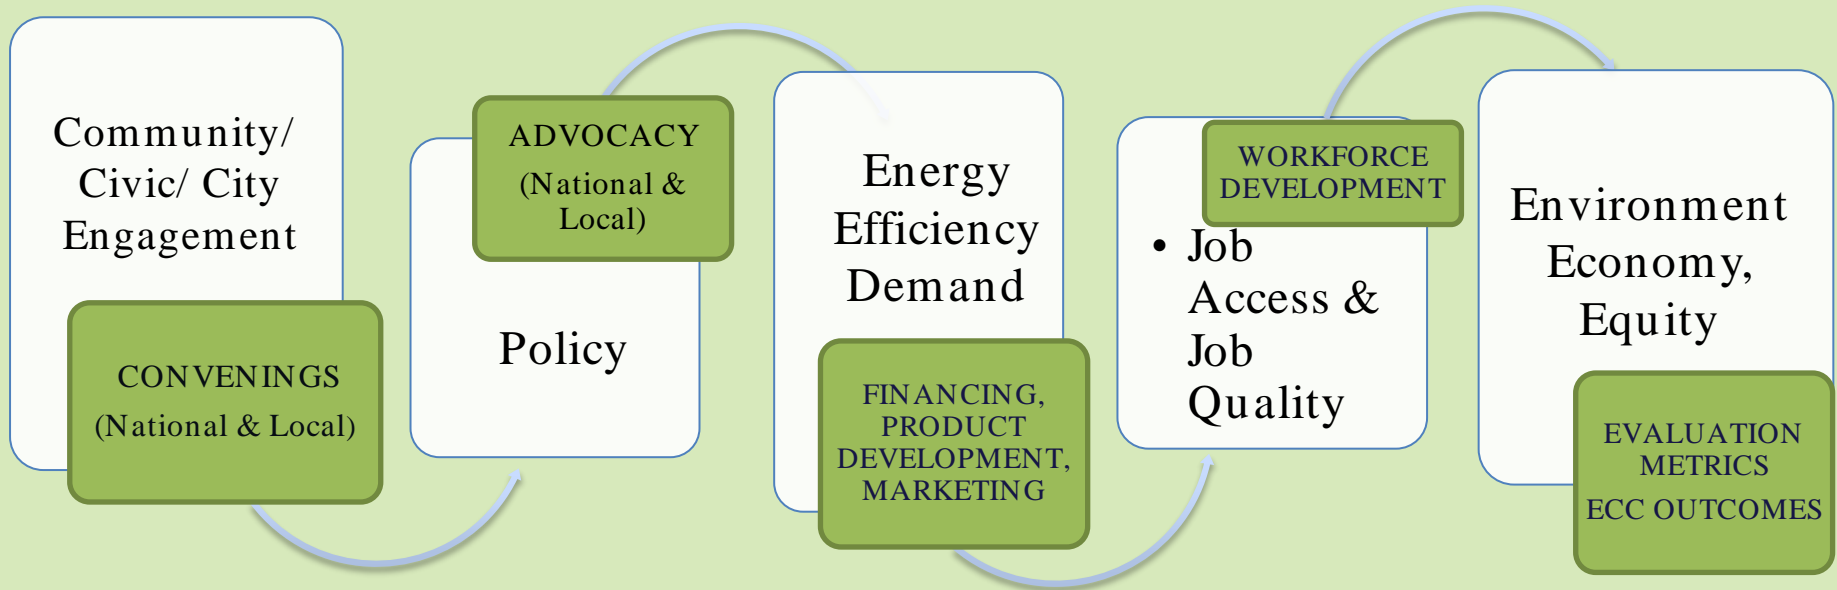 Community/
Civic/ City
Engagement
CONVENINGS
(National & Local)
ADVOCACY
(National &
Local)
Policy
Energy
Efficiency
Demand
FINANCING,
PRODUCT
DEVELOPMENT,
MARKETING
WORKFORCE
DEVELOPMENT
• Job
Access &
Job
Quality
Environment
Economy,
Equity
EVALUATION
METRICS
ECC OUTCOMES